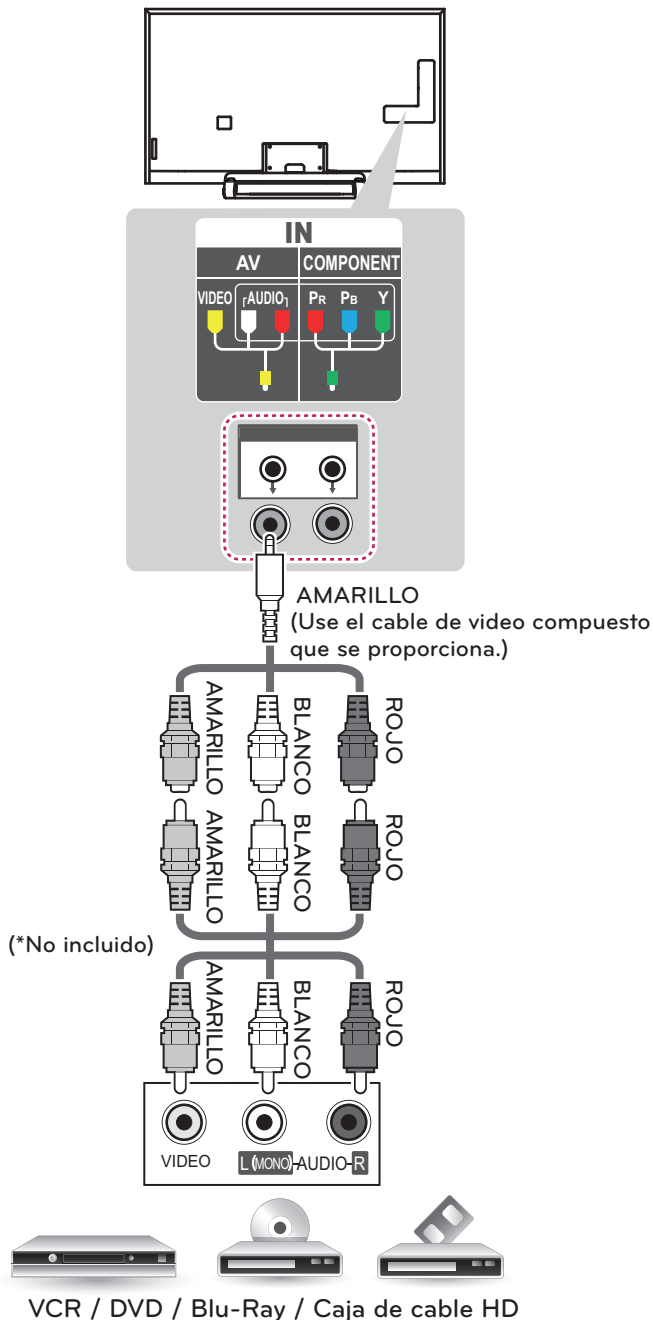 IN
AV COMPONENT
VIDEO AUDIO PR PB Y
AMARILLO
(Use el cable de video compuesto
que se proporciona.)
AMARILLO BLANCO ROJO
AMARILLO BLANCO ROJO
(*No incluido)
AMARILLO BLANCO ROJO
VIDEO L (MONO)-AUDIO-R
VCR / DVD / Blu-Ray / Caja de cable HD